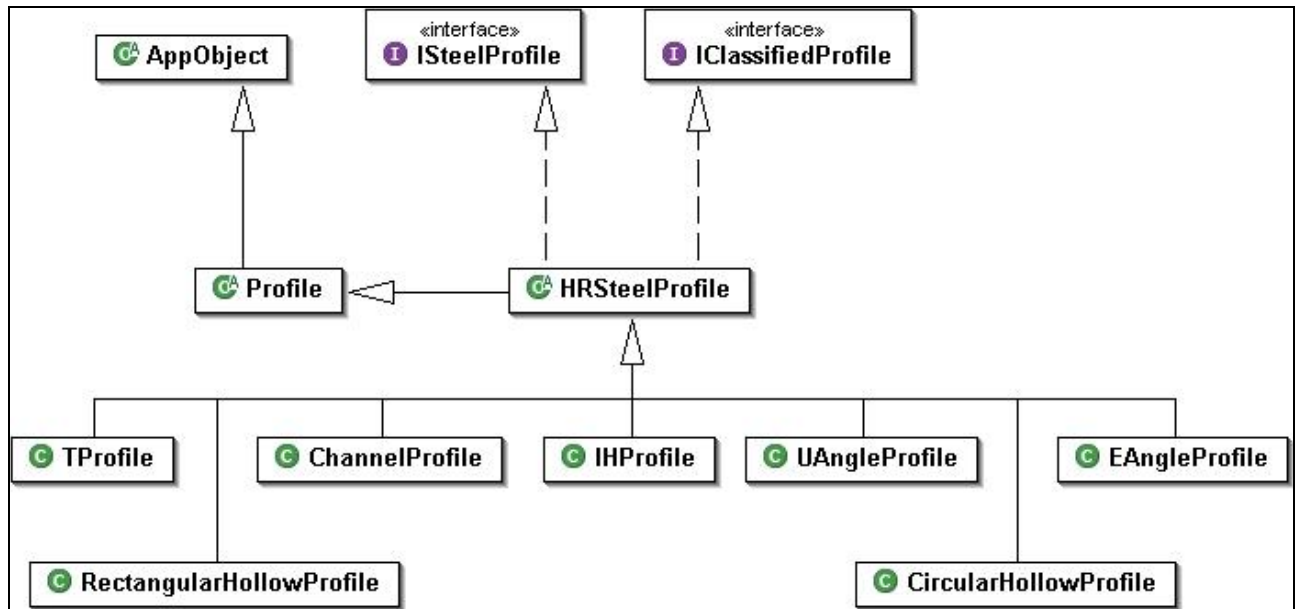 «interface»
«interface»
AppObject
I ISteelProfile
I IClassifiedProfile
C A Profile
C A HRSteelProfile
C TProfile
C ChannelProfile
C IHProfile
C UAngleProfile
C EAngleProfile
C RectangularHollowProfile
C CircularHollowProfile